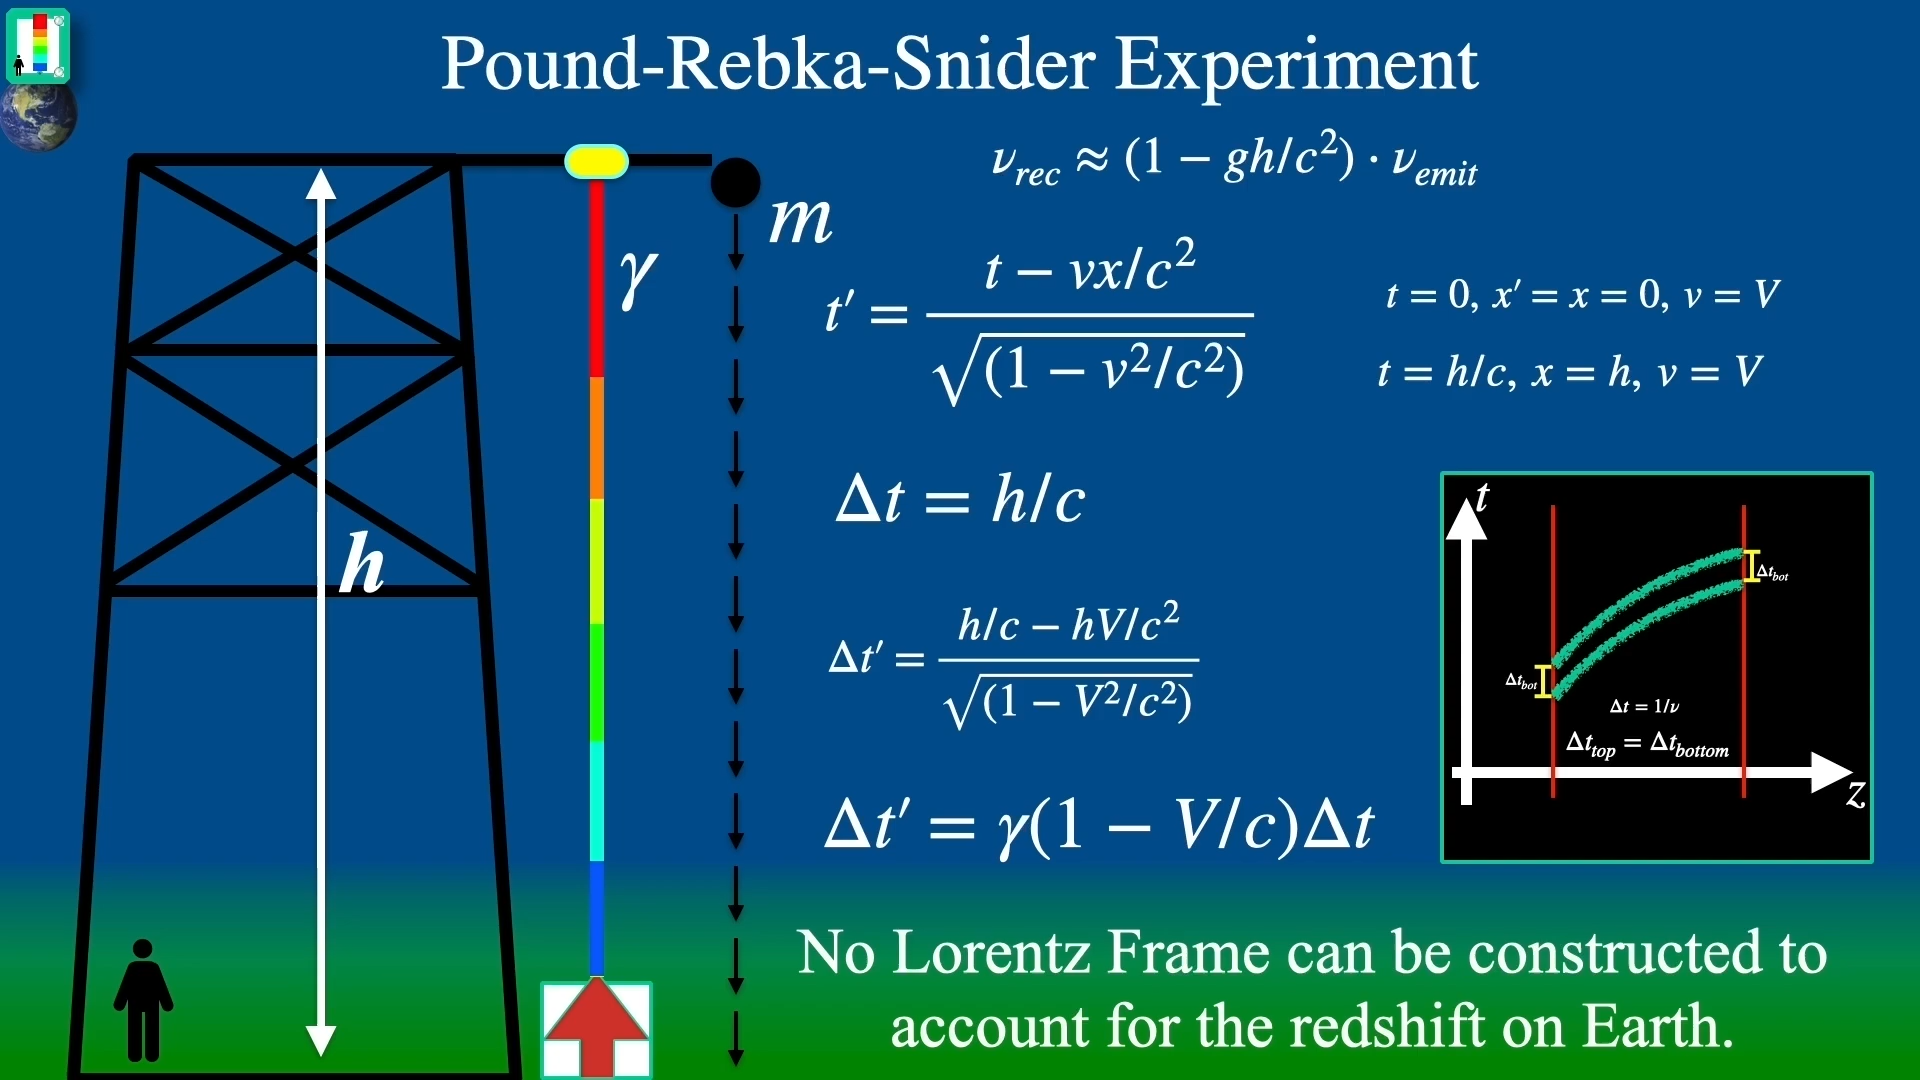 Pound-Rebka-Snider Experiment
ν_rec ≈ (1 − gh/c²) · ν_emit
m
γ
t′ = (t − vx/c²) / √(1 − v²/c²)
t = 0, x′ = x = 0, v = V
t = h/c, x = h, v = V
Δt = h/c
h
Δt′ = (h/c − hV/c²) / √(1 − V²/c²)
Δt′ = γ(1 − V/c)Δt
t
Δt_bot
Δt_bot
Δt = 1/ν
Δt_top = Δt_bottom
z
No Lorentz Frame can be constructed to
account for the redshift on Earth.